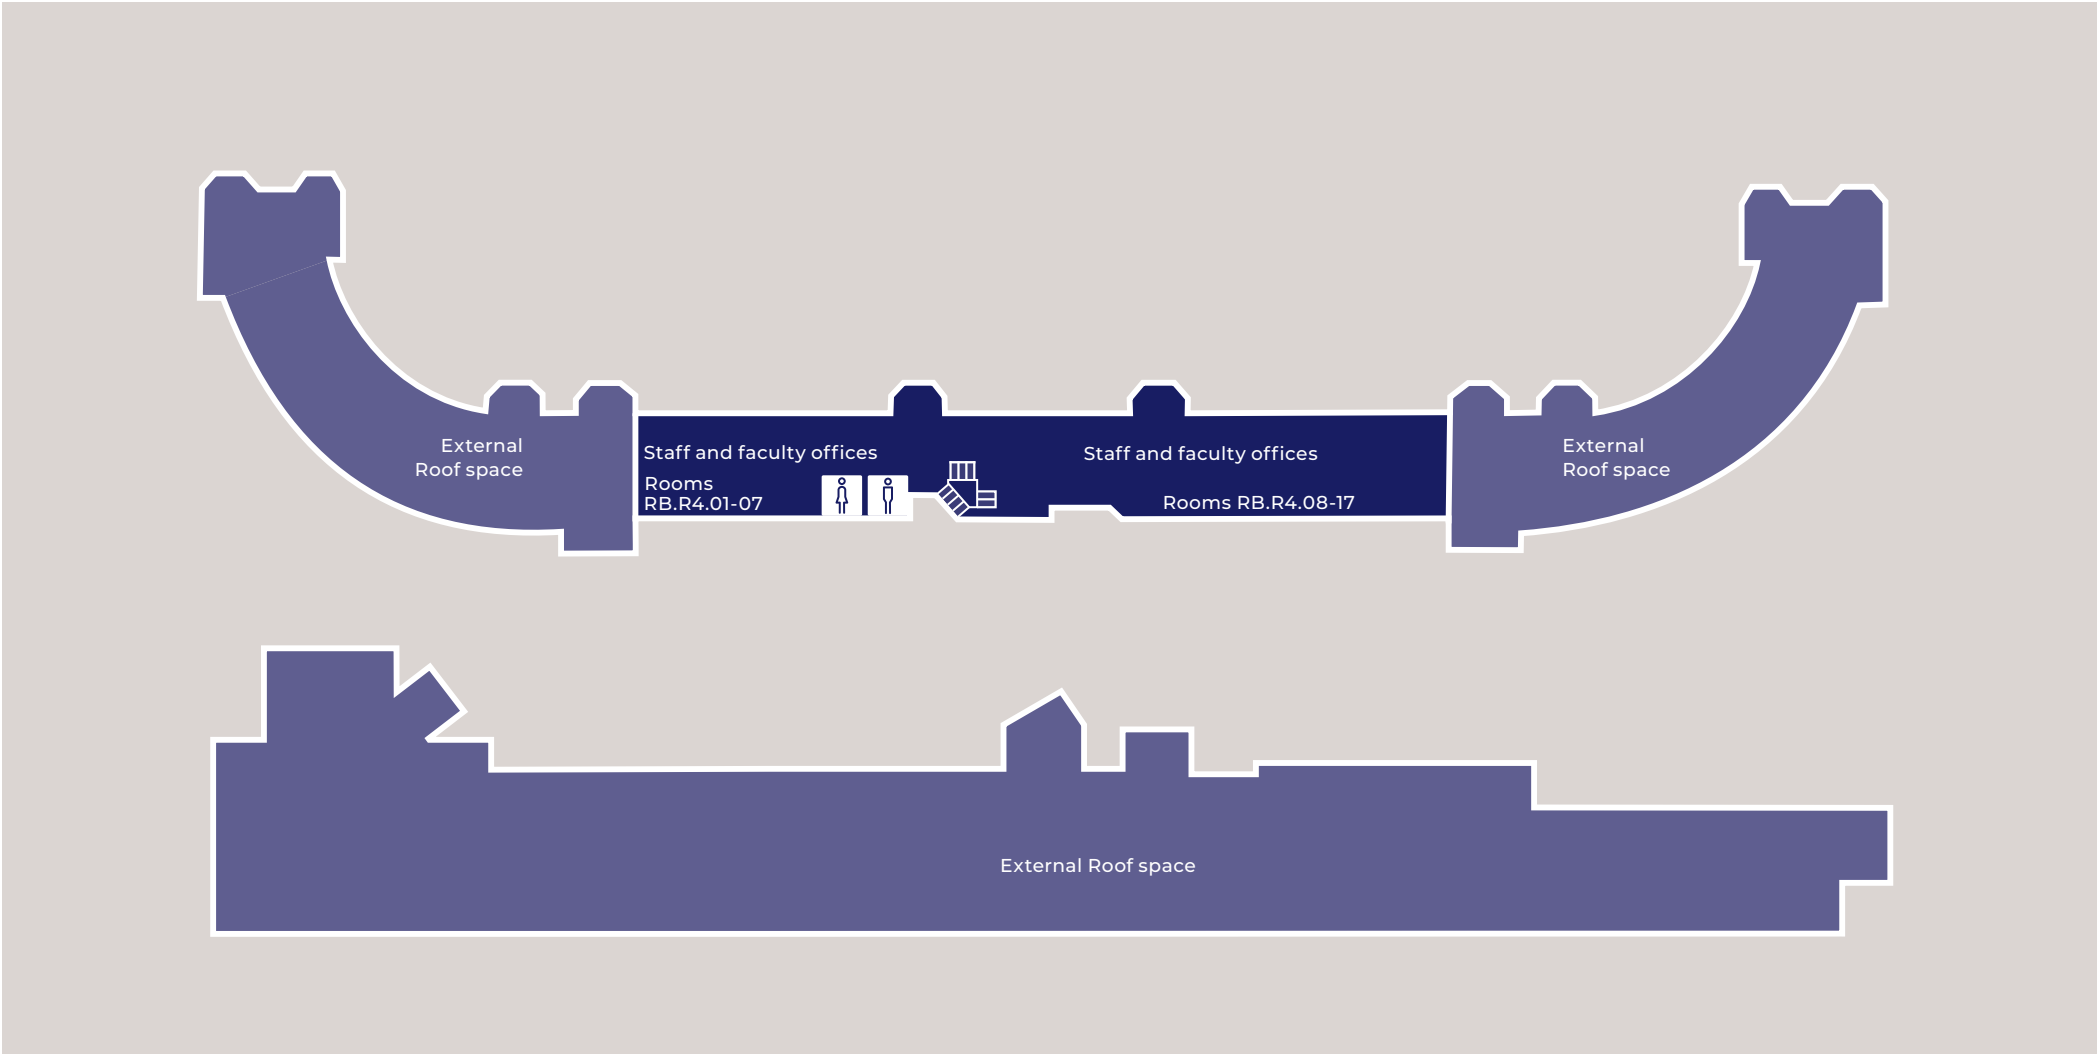 External
Roof space
Staff and faculty offices
Rooms
RB.R4.01-07
Staff and faculty offices
Rooms RB.R4.08-17
External
Roof space
External Roof space